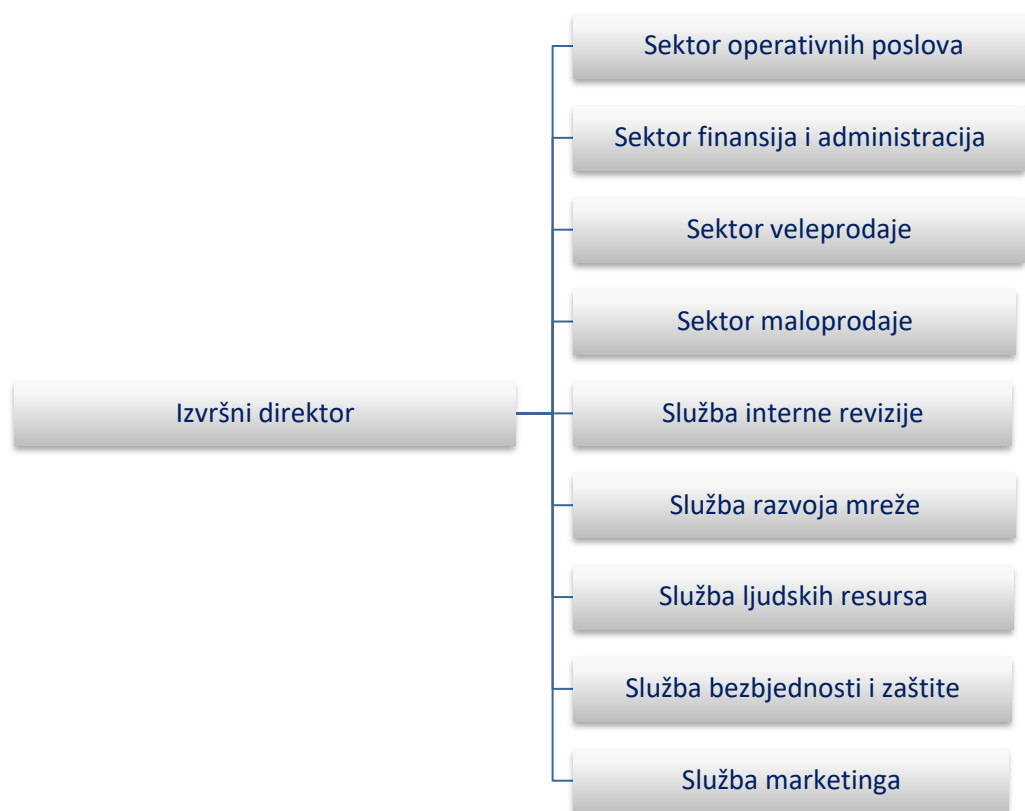 Sektor operativnih poslova
Sektor finansija i administracija
Sektor veleprodaje
Sektor maloprodaje
Izvršni direktor
Služba interne revizije
Služba razvoja mreže
Služba ljudskih resursa
Služba bezbjednosti i zaštite
Služba marketinga